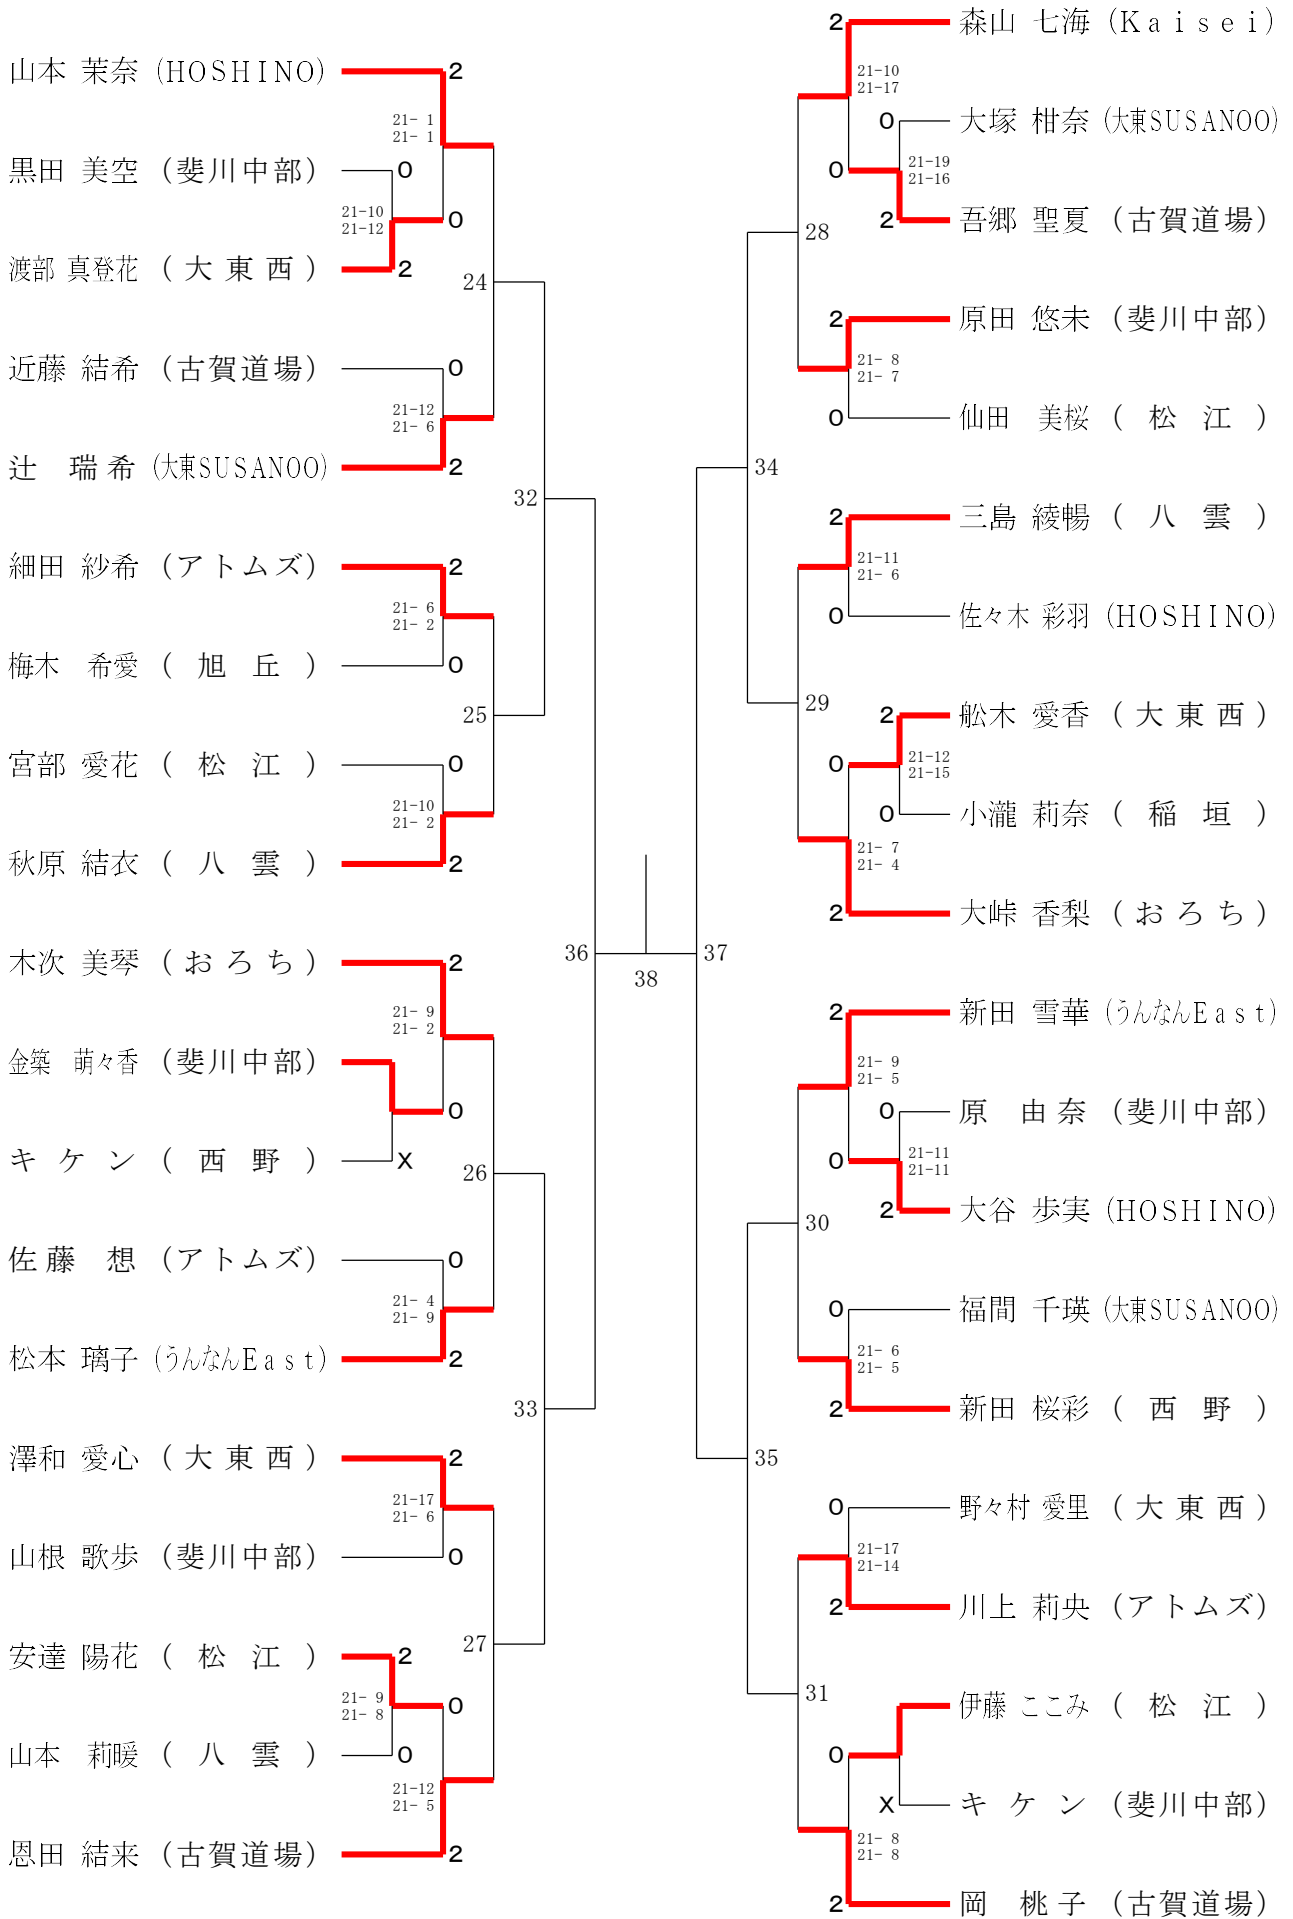 山本 茉奈 (HOSHINO) 2
21- 1
21- 1
黒田 美空 (斐川中部) 0
21-10
21-12
0
渡部 真登花 (大東西) 2
24
近藤 結希 (古賀道場) 0
21-12
21- 6
辻 瑞希 (大東SUSANOO) 2
32
細田 紗希 (アトムズ) 2
21- 6
21- 2
梅木 希愛 (旭丘) 0
25
宮部 愛花 (松江) 0
21-10
21- 2
秋原 結衣 (八雲) 2
36
木次 美琴 (おろち) 2
21- 9
21- 2
金築 萌々香 (斐川中部)
0
キケン (西野) X
26
佐藤 想 (アトムズ) 0
21- 4
21- 9
松本 璃子 (うんなんEast) 2
33
澤和 愛心 (大東西) 2
21-17
21- 6
山根 歌歩 (斐川中部) 0
27
安達 陽花 (松江) 2
21- 9
21- 8
0
山本 莉暖 (八雲) 0
21-12
21- 5
恩田 結来 (古賀道場) 2
38
2 森山 七海 (Kaisei)
21-10
21-17
0 大塚 柑奈 (大東SUSANOO)
0
21-19
21-16
2 吾郷 聖夏 (古賀道場)
28
2 原田 悠未 (斐川中部)
21- 8
21- 7
0 仙田 美桜 (松江)
34
2 三島 綾暢 (八雲)
21-11
21- 6
0 佐々木 彩羽 (HOSHINO)
29
2 舩木 愛香 (大東西)
0
21-12
21-15
0 小瀧 莉奈 (稲垣)
21- 7
21- 4
2 大峠 香梨 (おろち)
37
2 新田 雪華 (うんなんEast)
21- 9
21- 5
0 原 由奈 (斐川中部)
0
21-11
21-11
2 大谷 歩実 (HOSHINO)
30
0 福間 千瑛 (大東SUSANOO)
21- 6
21- 5
2 新田 桜彩 (西野)
35
0 野々村 愛里 (大東西)
21-17
21-14
2 川上 莉央 (アトムズ)
31
伊藤 ここみ (松江)
0
X キケン (斐川中部)
21- 8
21- 8
2 岡 桃子 (古賀道場)